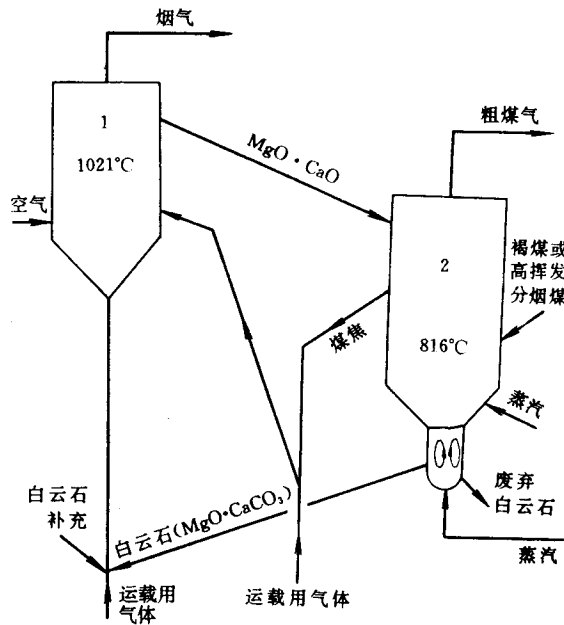 烟气
1
1021℃
空气
MgO·CaO
粗煤气
2
816℃
褐煤或
高挥发
分烟煤
煤焦
蒸汽
废弃
白云石
蒸汽
白云石
补充
白云石(MgO·CaCO₃)
运载用
气体
运载用气体